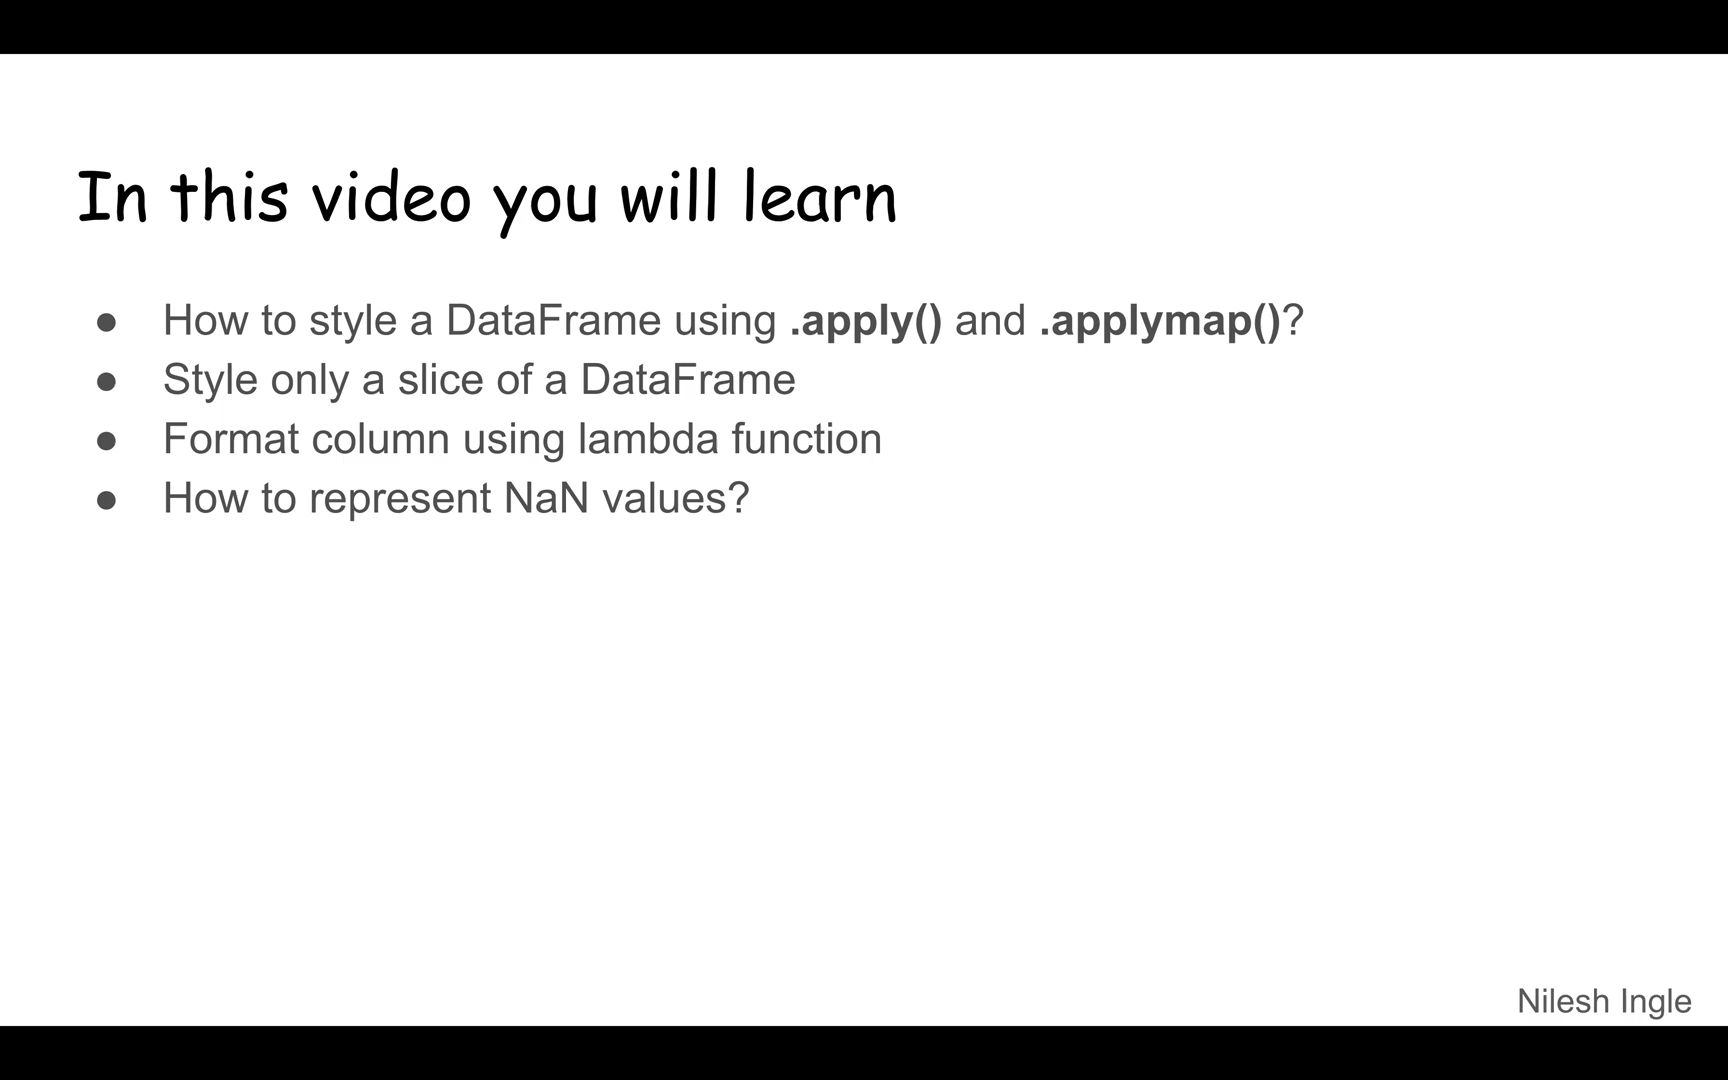 In this video you will learn
● How to style a DataFrame using .apply() and .applymap()?
● Style only a slice of a DataFrame
● Format column using lambda function
● How to represent NaN values?
Nilesh Ingle